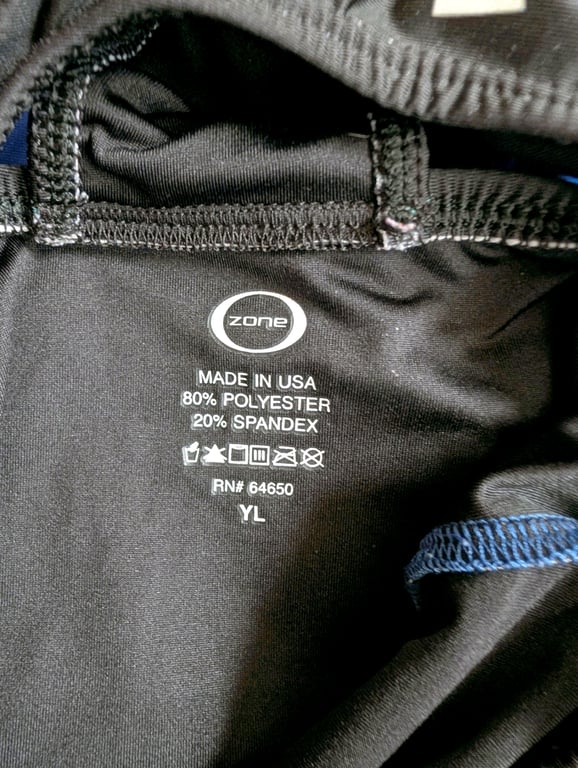 zone
MADE IN USA
80% POLYESTER
20% SPANDEX
RN# 64650
YL